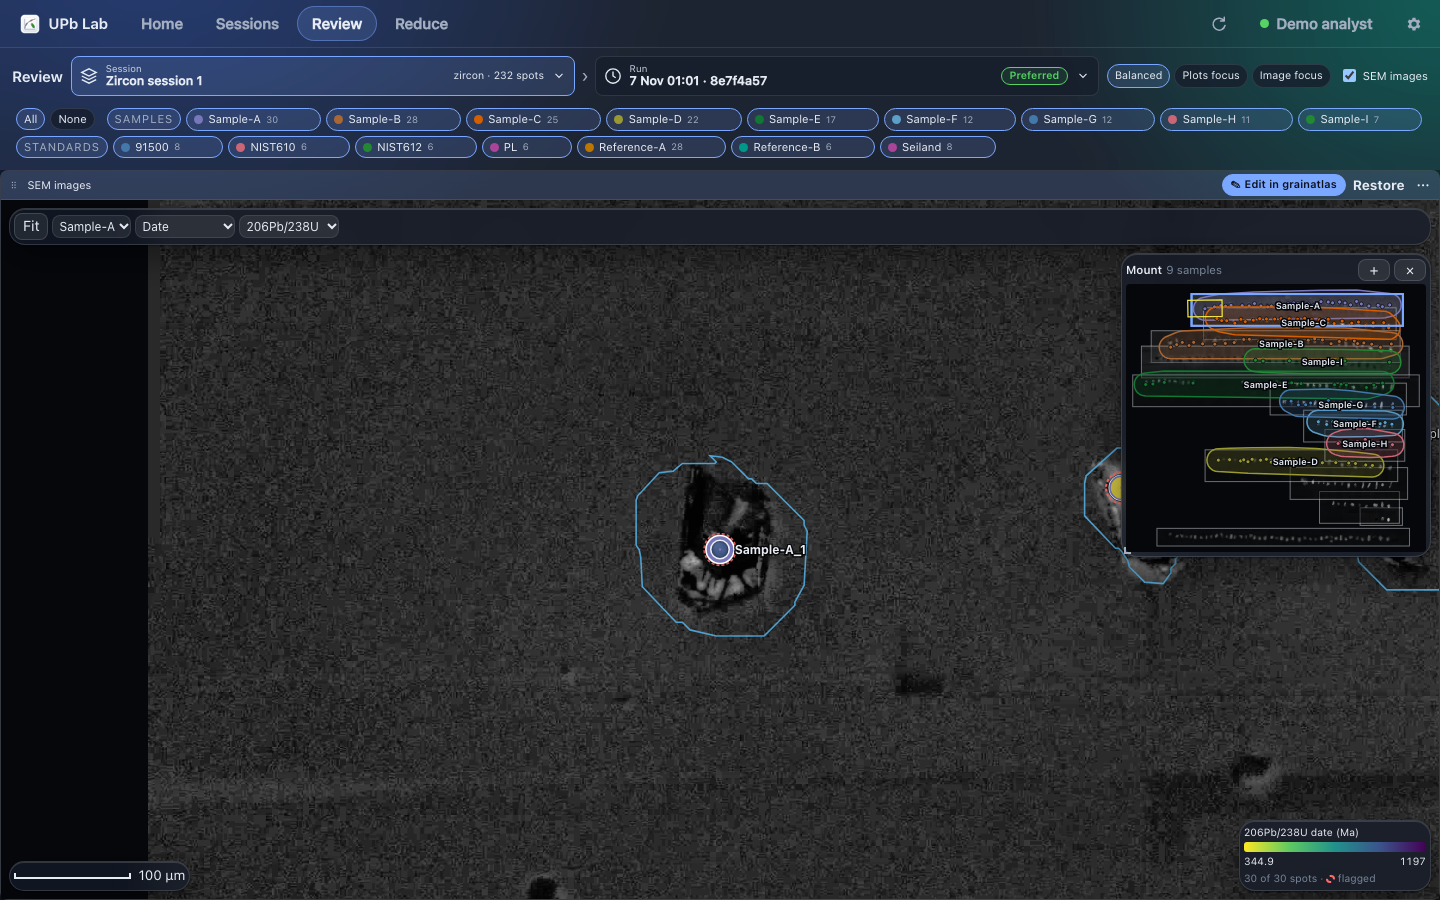 UPb Lab Home Sessions Review Reduce Demo analyst
Review Session Zircon session 1 zircon · 232 spots › Run 7 Nov 01:01 · 8e7f4a57 Preferred Balanced Plots focus Image focus SEM images
All None SAMPLES Sample-A 30 Sample-B 28 Sample-C 25 Sample-D 22 Sample-E 17 Sample-F 12 Sample-G 12 Sample-H 11 Sample-I 7
STANDARDS 91500 8 NIST610 6 NIST612 6 PL 6 Reference-A 28 Reference-B 6 Seiland 8
SEM images Edit in grainatlas Restore ···
Fit Sample-A Date 206Pb/238U
Mount 9 samples + ×
Sample-A
Sample-C
Sample-B
Sample-I
Sample-E
Sample-G
Sample-F
Sample-H
Sample-D
Sample-A_1
206Pb/238U date (Ma)
344.9 1197
30 of 30 spots · flagged
100 µm